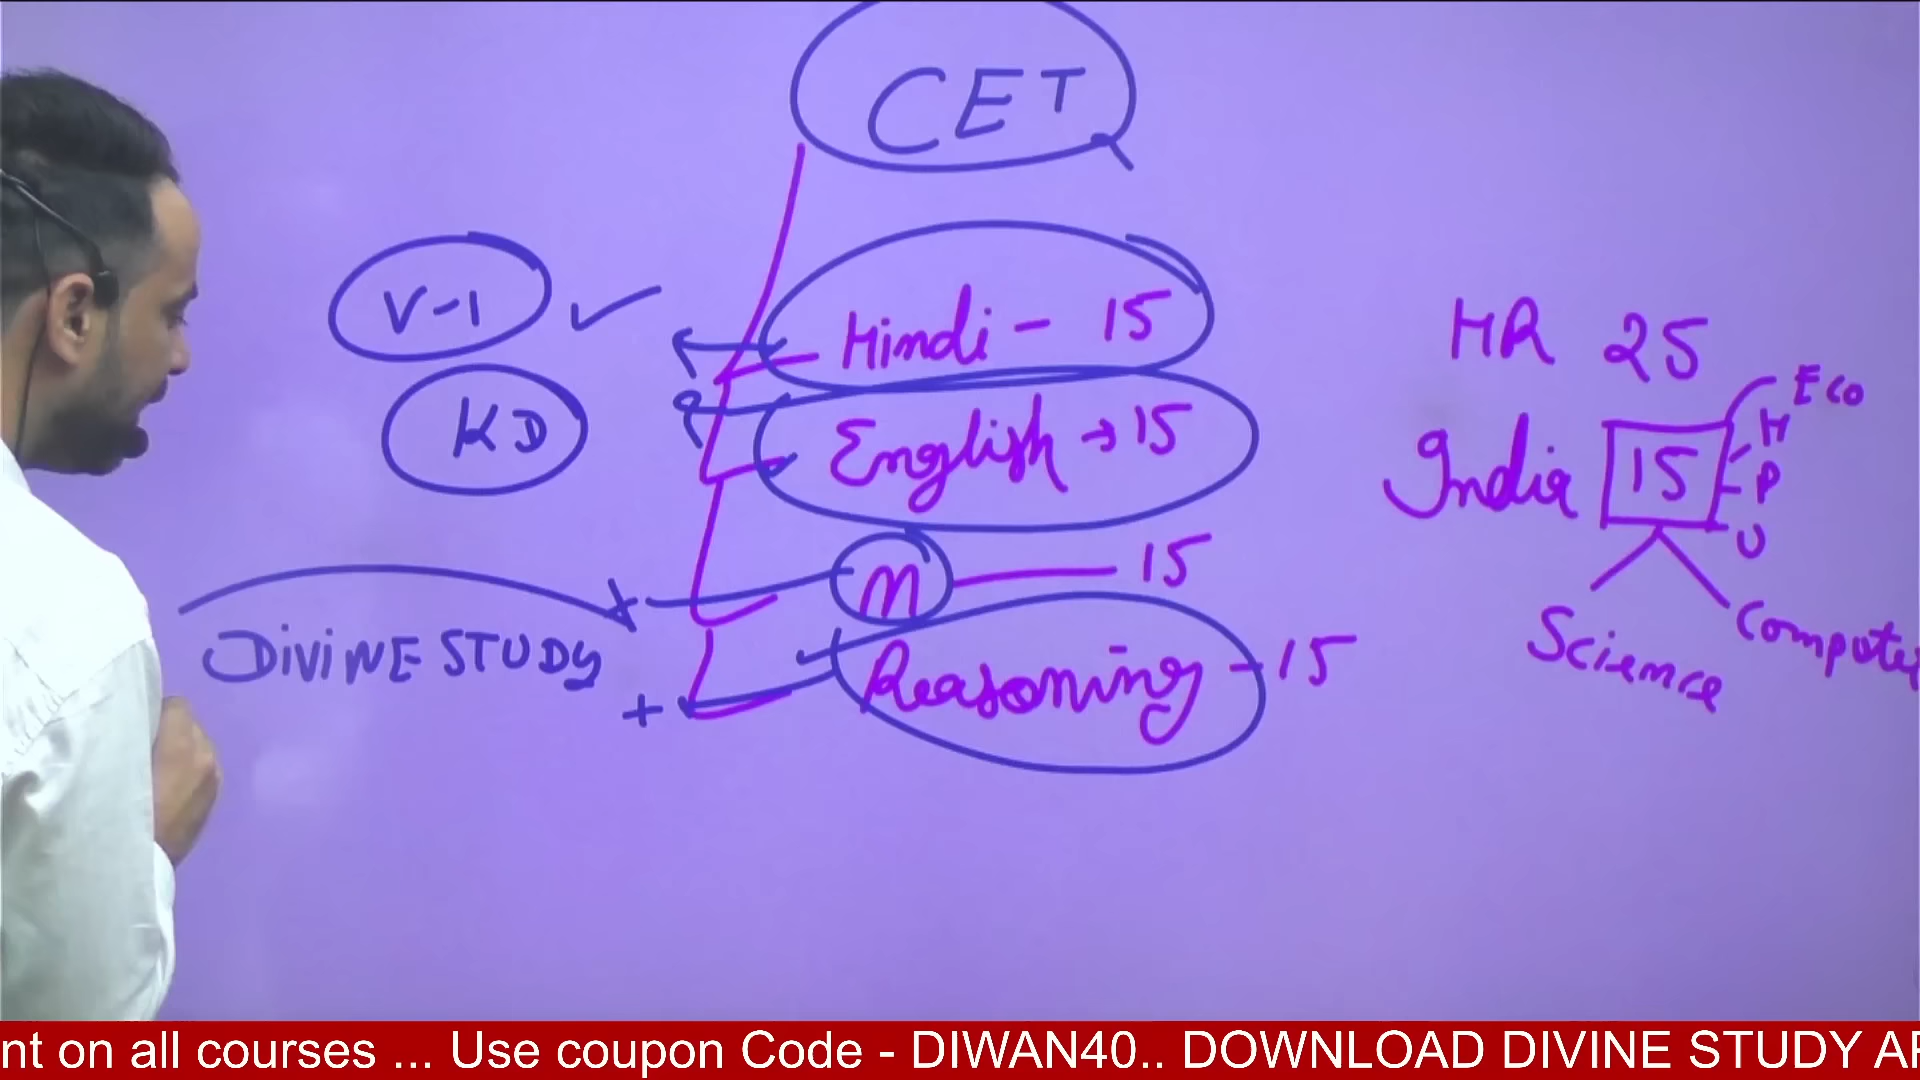 CET
V-1
Hindi - 15
KD
English → 15
M 15
DiViNE STUDY
Reasoning - 15
HR 25
Eco
India 15
H
P
U
Science
Compute
nt on all courses ... Use coupon Code - DIWAN40.. DOWNLOAD DIVINE STUDY AP